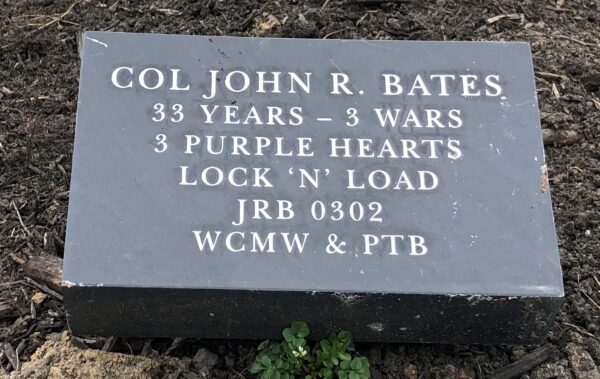 COL JOHN R. BATES
33 YEARS – 3 WARS
3 PURPLE HEARTS
LOCK ‘N’ LOAD
JRB 0302
WCMW & PTB